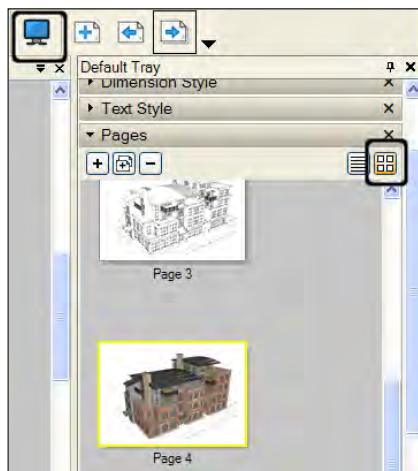 Default Tray
Dimension Style
Text Style
Pages
Page 3
Page 4